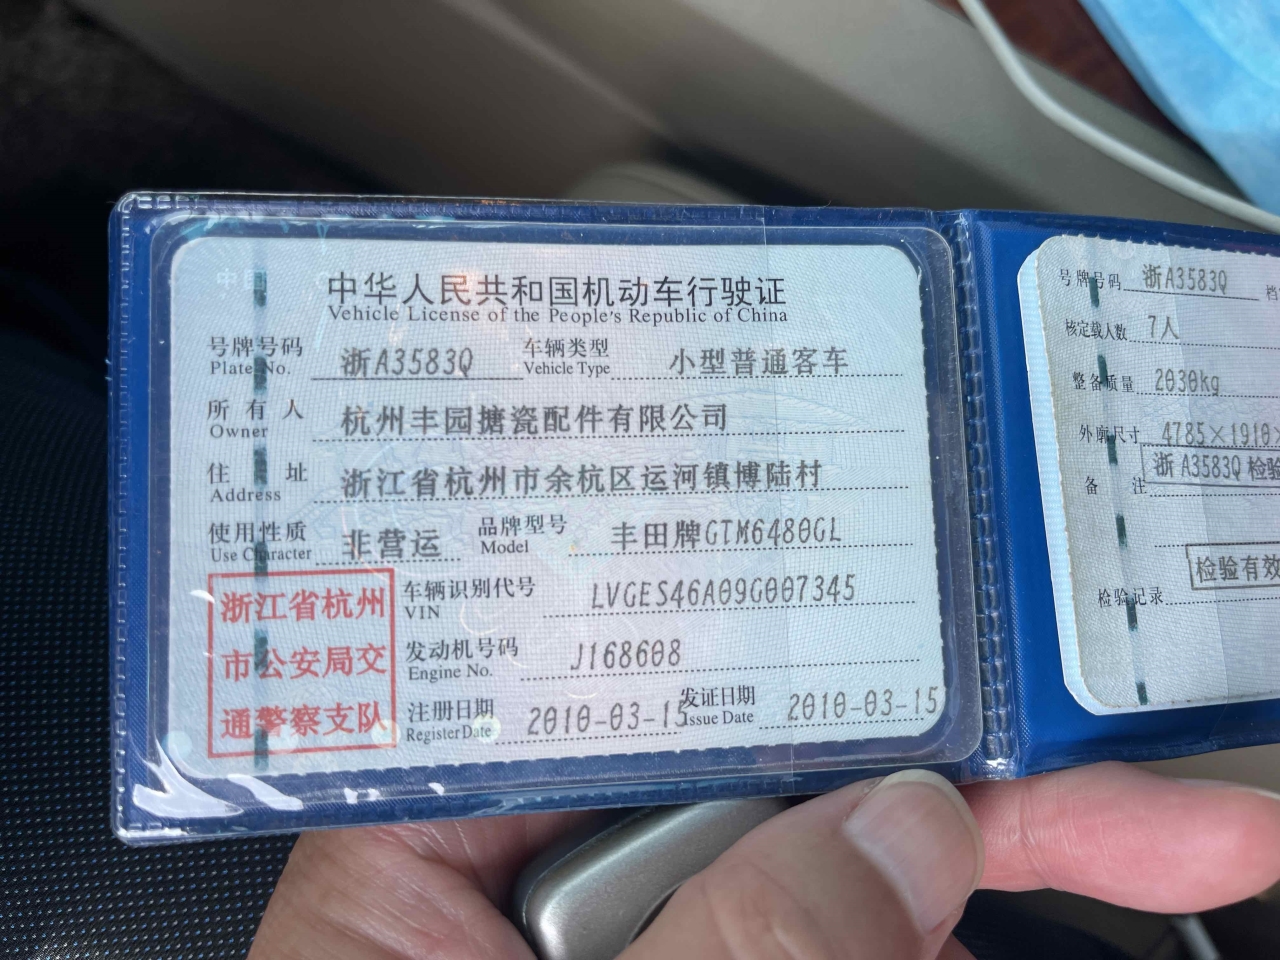 中华人民共和国机动车行驶证
Vehicle License of the People's Republic of China
号牌号码 浙A3583Q 车辆类型 小型普通客车
Plate No. Vehicle Type
所有人 杭州丰园搪瓷配件有限公司
Owner
住址 浙江省杭州市余杭区运河镇博陆村
Address
使用性质 非营运 品牌型号 丰田牌GTM6480GL
Use Character Model
车辆识别代号 LVGES46A09G007345
VIN
发动机号码 J168608
Engine No.
注册日期 2010-03-15 发证日期 2010-03-15
Register Date Issue Date
浙江省杭州
市公安局交
通警察支队
号牌号码 浙A3583Q 档
核定载人数 7人
整备质量 2030kg
外廓尺寸 4785×1910×
浙A3583Q 检验
备注
检验有效
检验记录